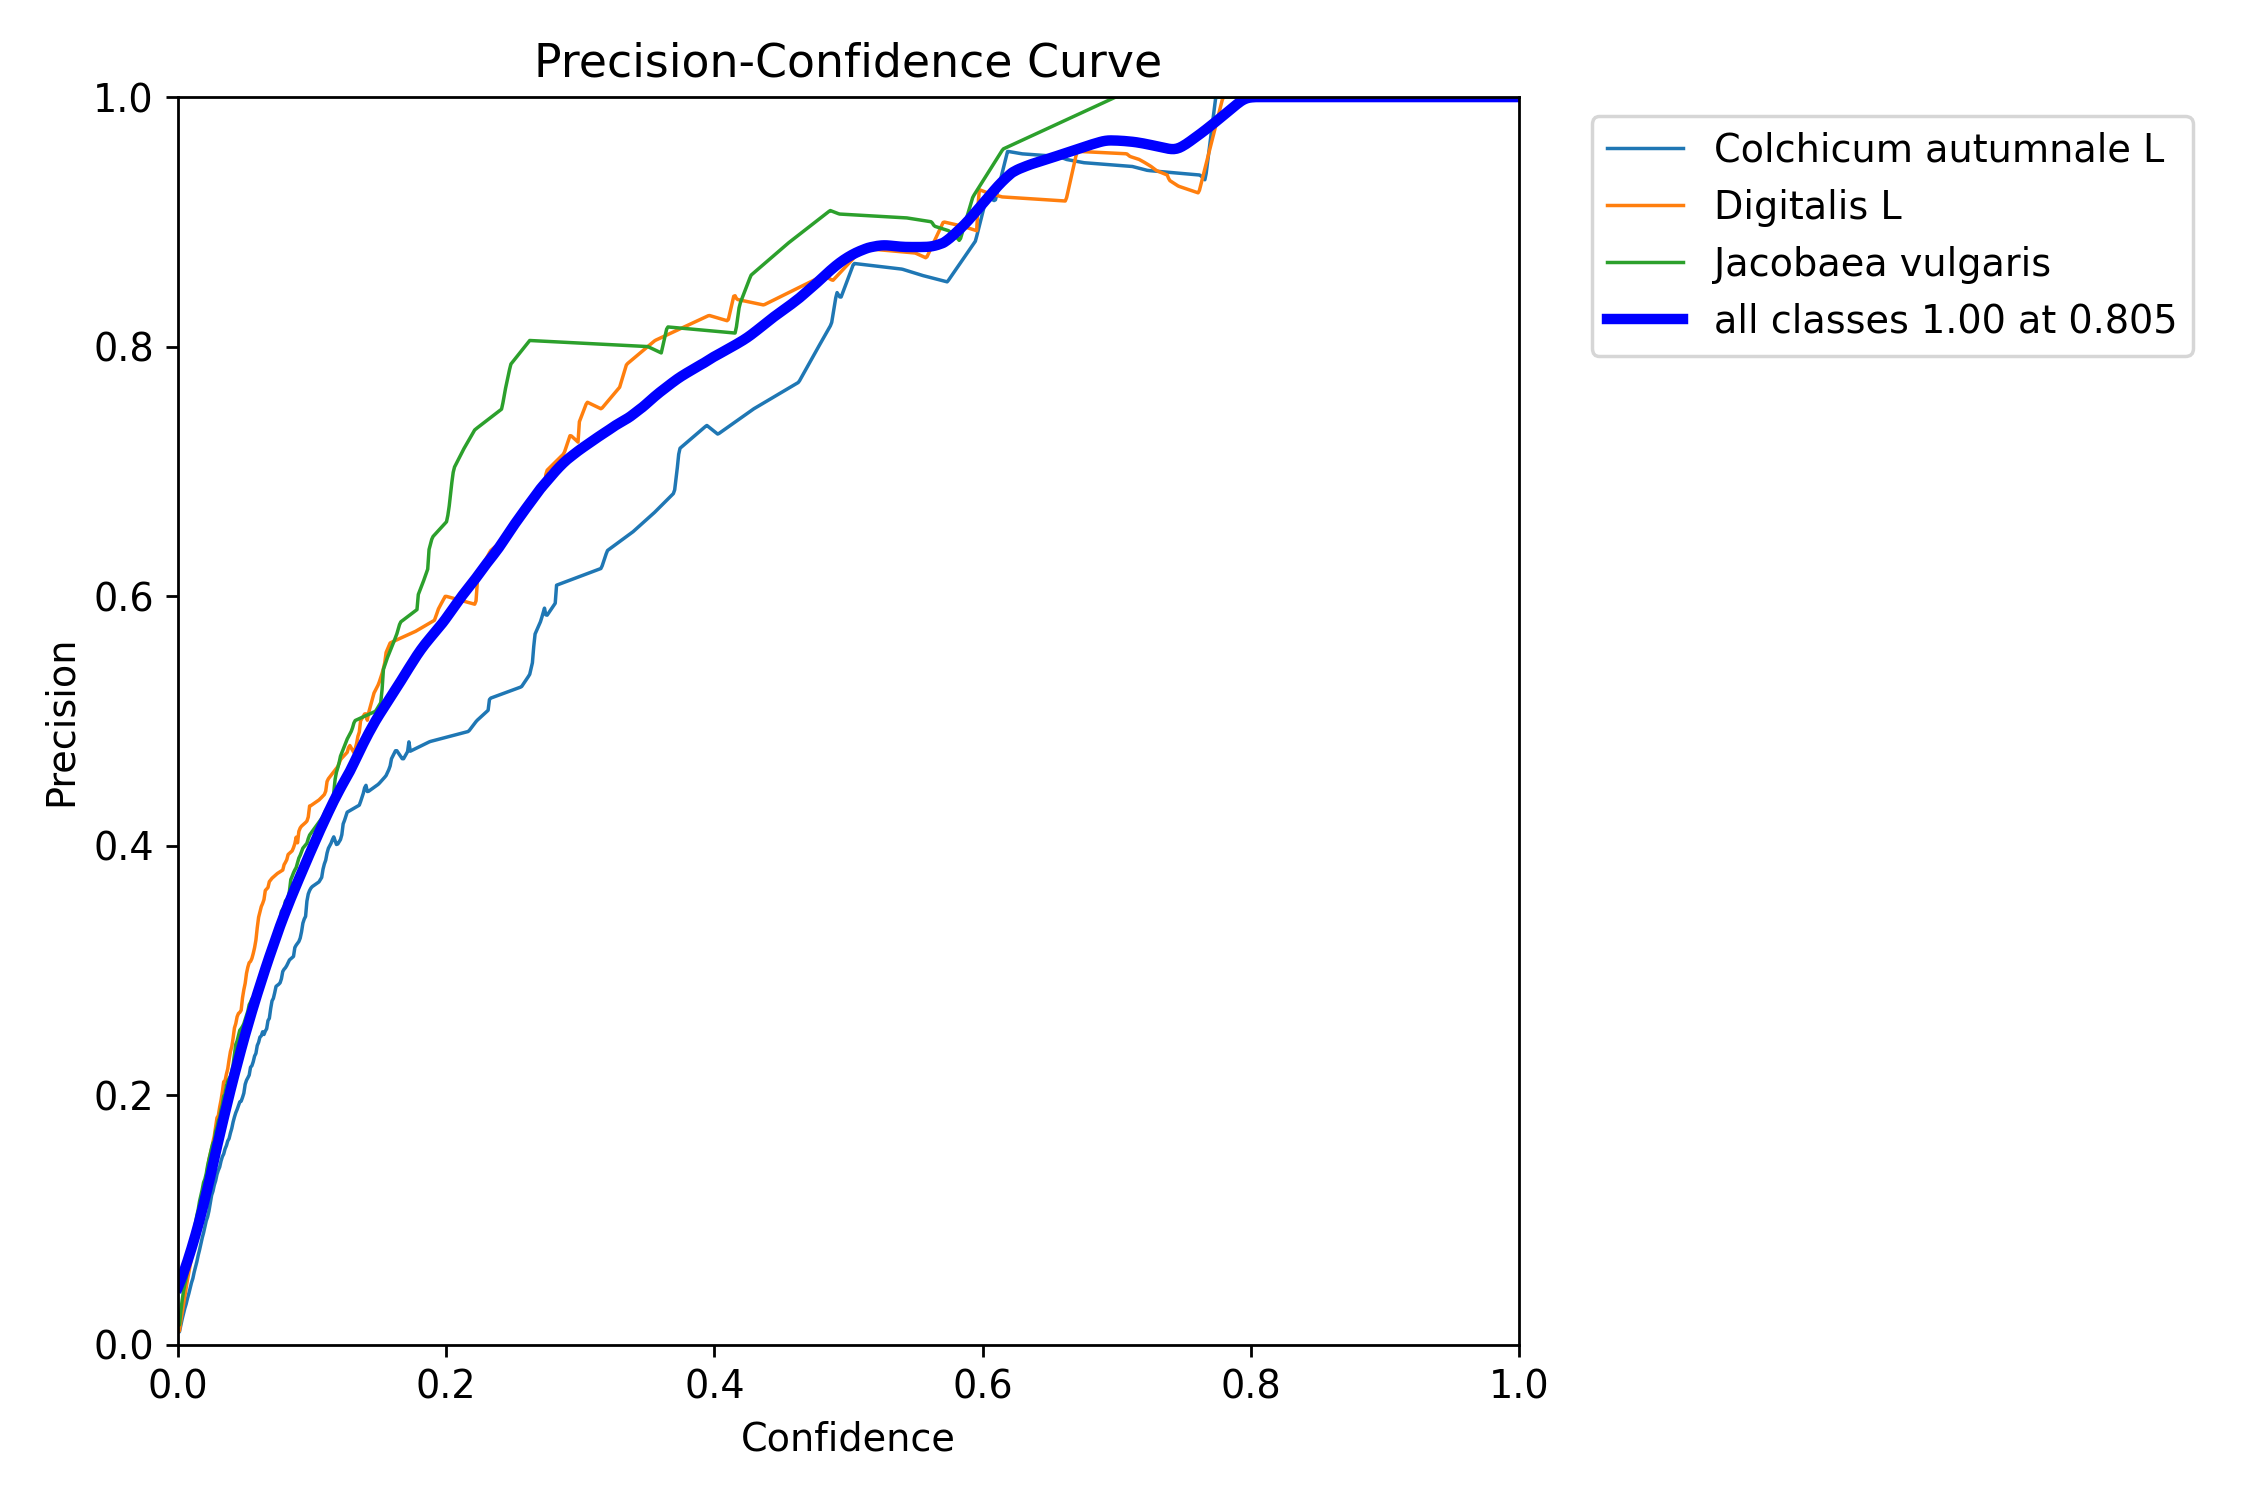 Precision-Confidence Curve
1.0
0.8
0.6
0.4
0.2
0.0
Precision
0.0 0.2 0.4 0.6 0.8 1.0
Confidence
Colchicum autumnale L
Digitalis L
Jacobaea vulgaris
all classes 1.00 at 0.805